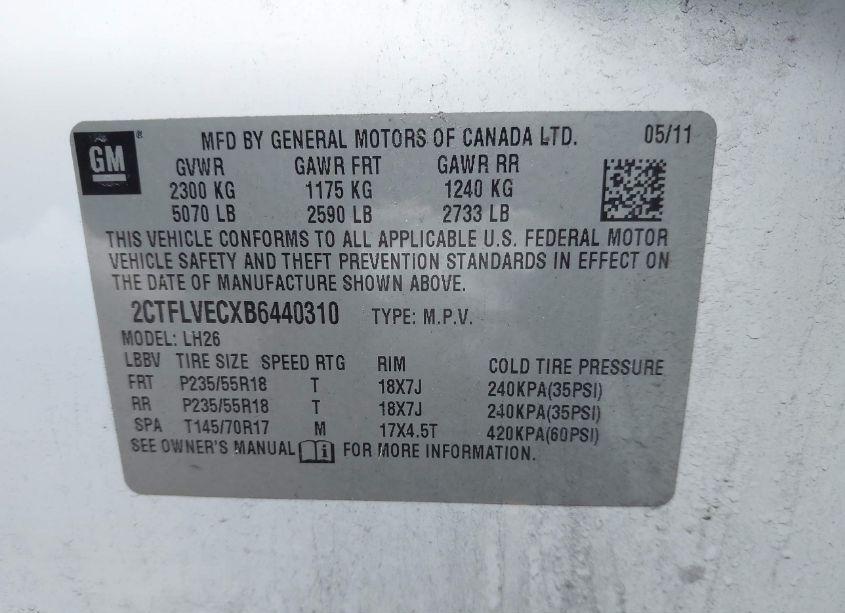 GM ® MFD BY GENERAL MOTORS OF CANADA LTD. 05/11
GVWR GAWR FRT GAWR RR
2300 KG 1175 KG 1240 KG
5070 LB 2590 LB 2733 LB
THIS VEHICLE CONFORMS TO ALL APPLICABLE U.S. FEDERAL MOTOR
VEHICLE SAFETY AND THEFT PREVENTION STANDARDS IN EFFECT ON
THE DATE OF MANUFACTURE SHOWN ABOVE.
2CTFLVECXB6440310 TYPE: M.P.V.
MODEL: LH26
LBBV TIRE SIZE SPEED RTG RIM COLD TIRE PRESSURE
FRT P235/55R18 T 18X7J 240KPA(35PSI)
RR P235/55R18 T 18X7J 240KPA(35PSI)
SPA T145/70R17 M 17X4.5T 420KPA(60PSI)
SEE OWNER'S MANUAL i FOR MORE INFORMATION.